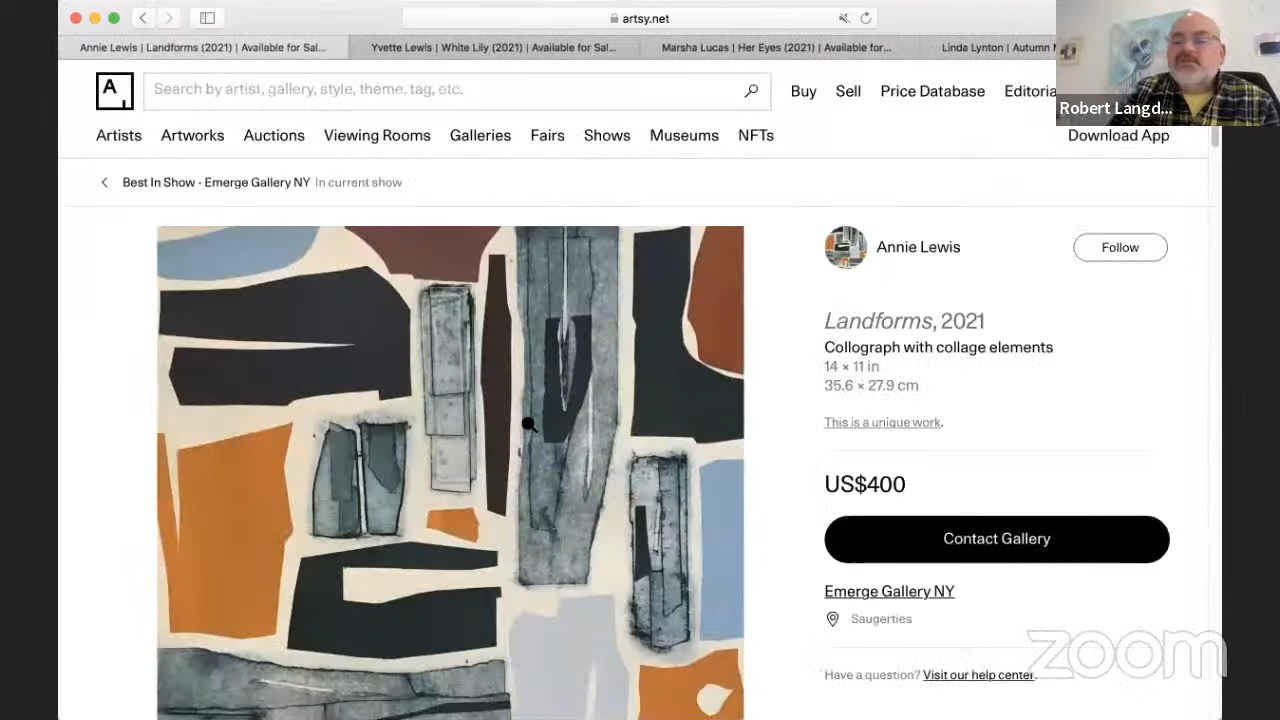 artsy.net
Annie Lewis | Landforms (2021) | Available for Sal...
Yvette Lewis | White Lily (2021) | Available for Sal...
Marsha Lucas | Her Eyes (2021) | Available for...
Linda Lynton | Autumn
Robert Langd...
A
Search by artist, gallery, style, theme, tag, etc.
Buy
Sell
Price Database
Editoria
Artists
Artworks
Auctions
Viewing Rooms
Galleries
Fairs
Shows
Museums
NFTs
Download App
Best In Show - Emerge Gallery NY In current show
Annie Lewis
Follow
Landforms, 2021
Collograph with collage elements
14 × 11 in
35.6 × 27.9 cm
This is a unique work.
US$400
Contact Gallery
Emerge Gallery NY
Saugerties
Have a question? Visit our help center.
zoom